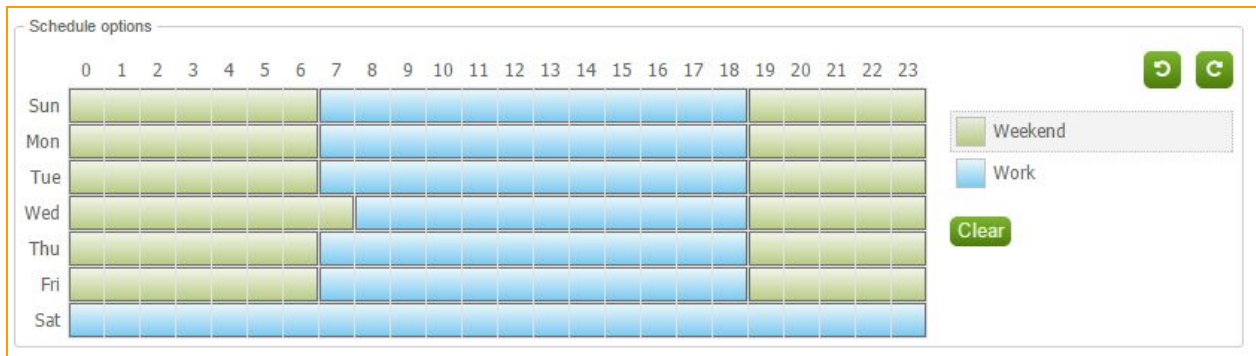 Schedule options
0 1 2 3 4 5 6 7 8 9 10 11 12 13 14 15 16 17 18 19 20 21 22 23
Sun
Mon
Tue
Wed
Thu
Fri
Sat
Weekend
Work
Clear